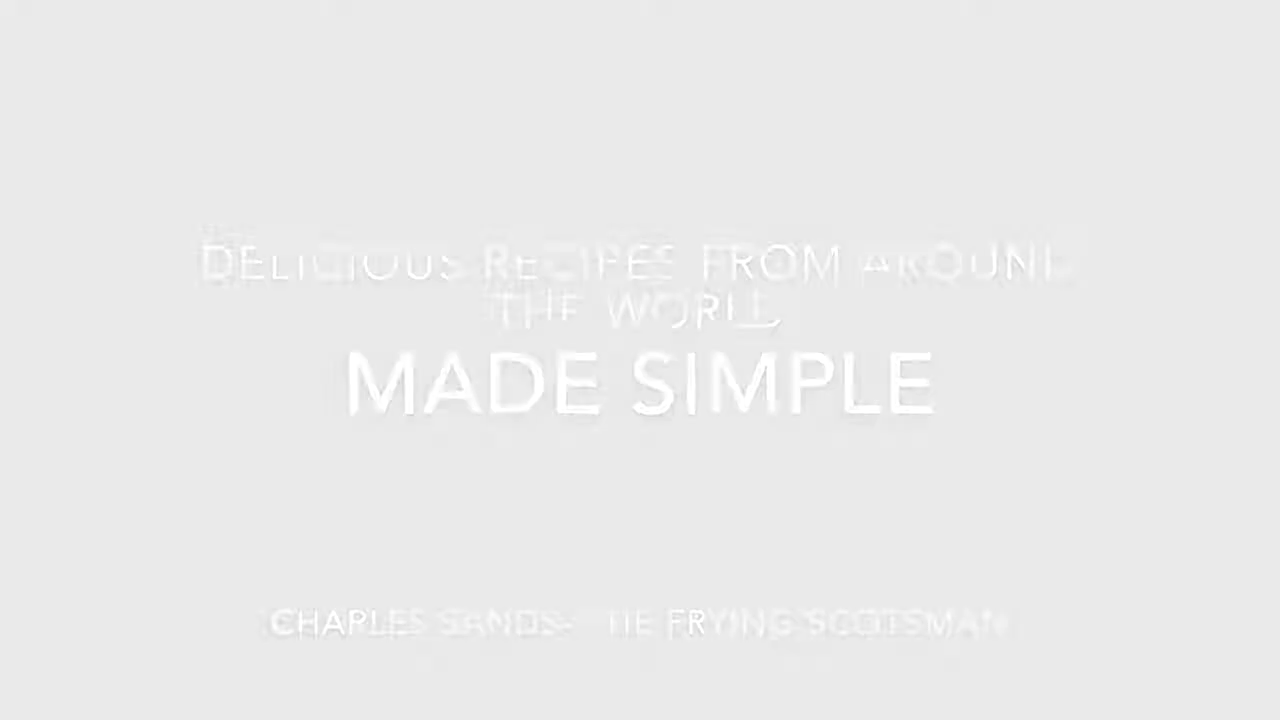 DELICIOUS RECIPES FROM AROUND
THE WORLD
MADE SIMPLE
CHARLES SANDS- THE FRYING SCOTSMAN